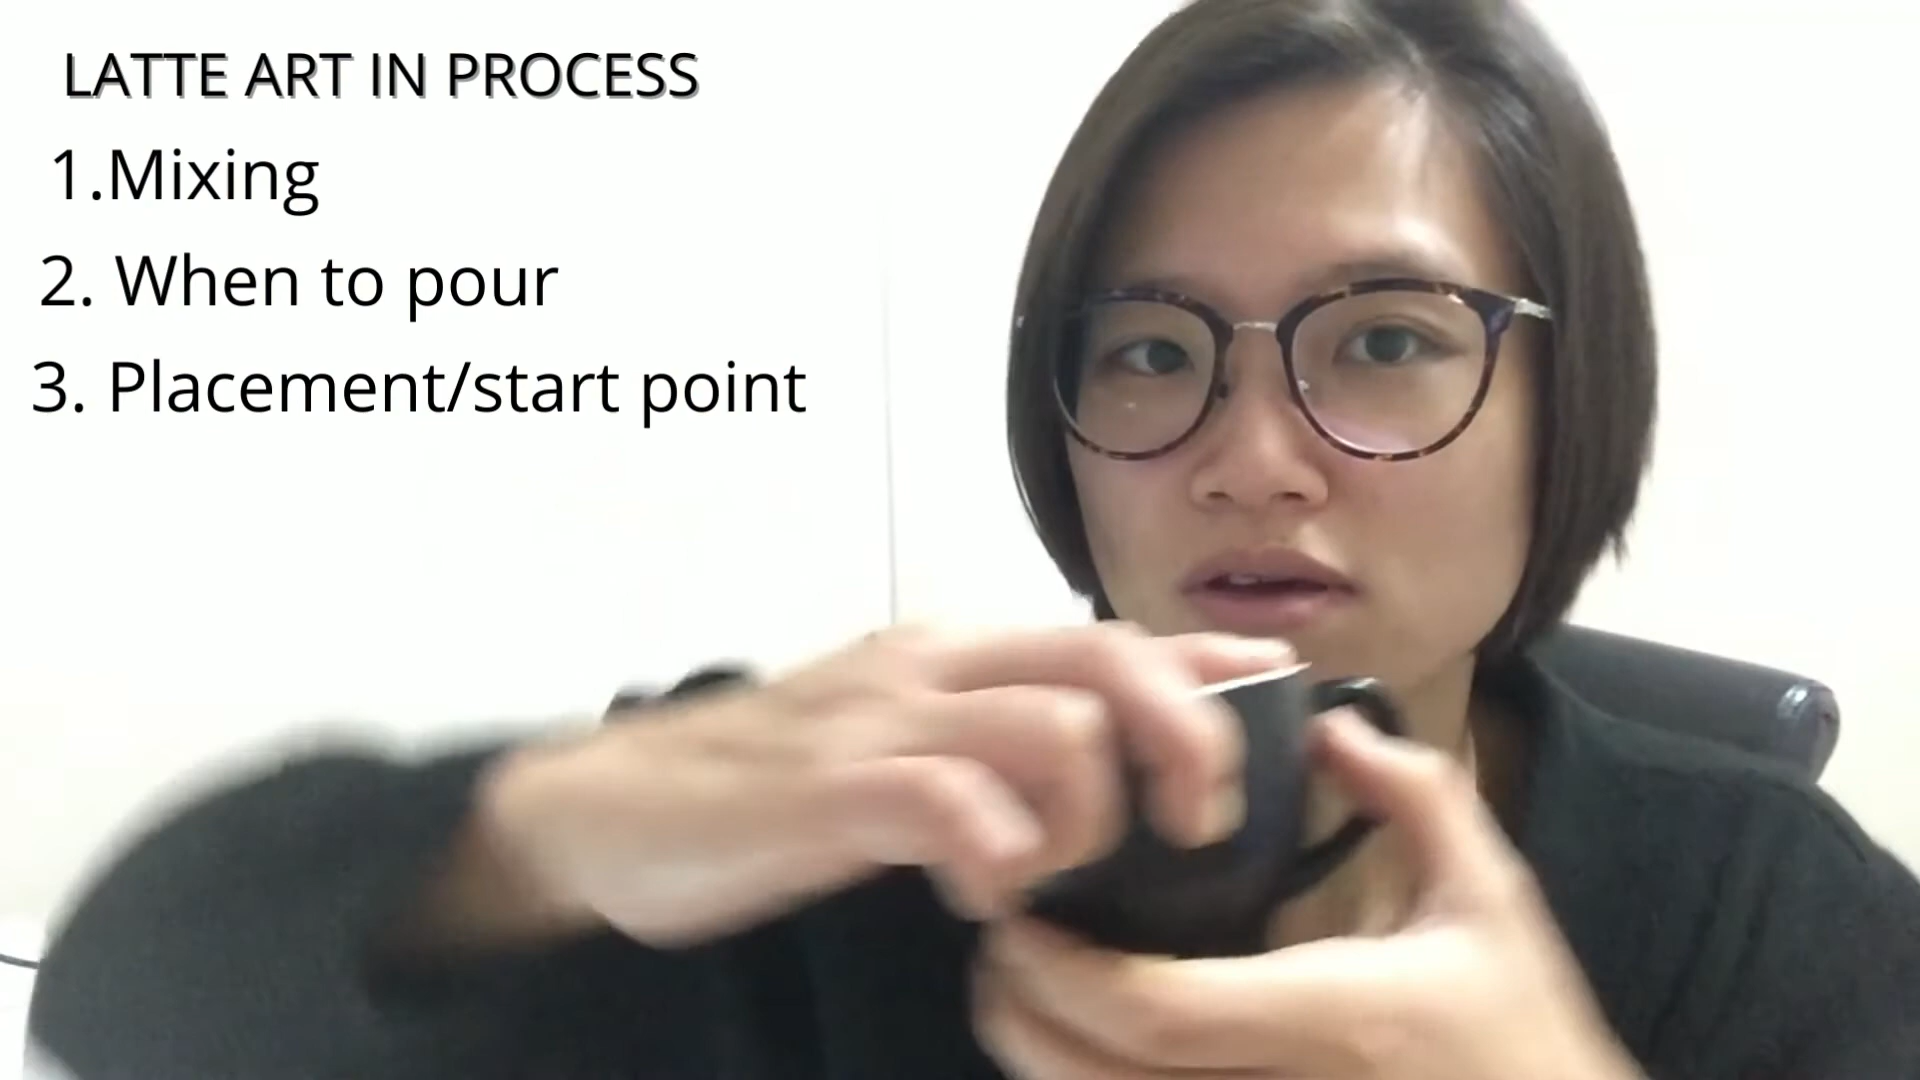 LATTE ART IN PROCESS
1.Mixing
2. When to pour
3. Placement/start point